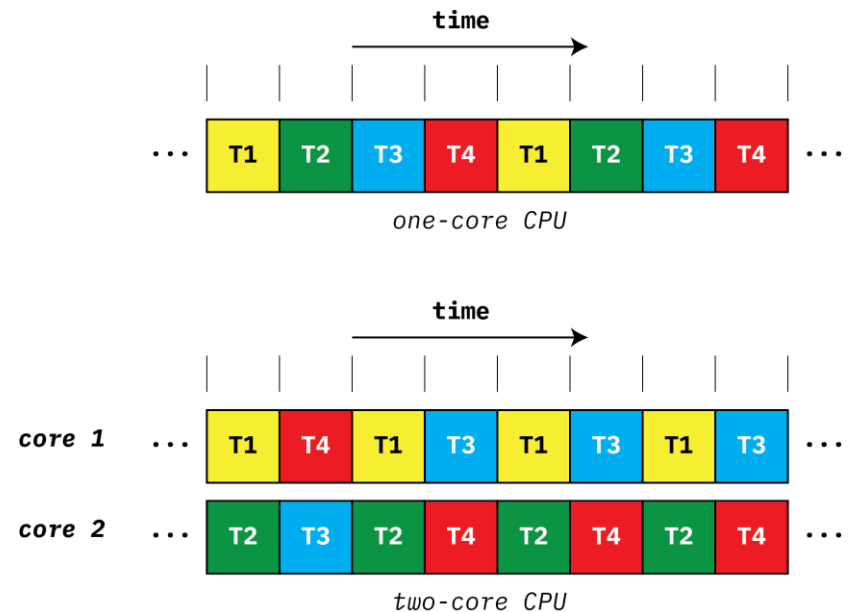 time
... T1 T2 T3 T4 T1 T2 T3 T4 ...
one-core CPU
time
core 1 ... T1 T4 T1 T3 T1 T3 T1 T3 ...
core 2 ... T2 T3 T2 T4 T2 T4 T2 T4 ...
two-core CPU